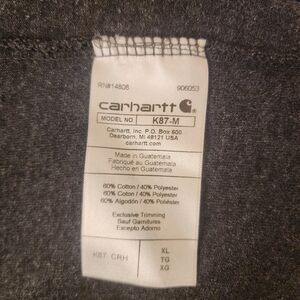 RN#14806 906053
carhartt
MODEL NO. K87-M
Carhartt, Inc. P.O. Box 600
Dearborn, MI 48121 USA
carhartt.com
Made in Guatemala
Fabriqué au Guatemala
Hecho en Guatemala
60% Cotton / 40% Polyester
60% Coton / 40% Polyester
60% Algodón / 40% Polyester
Exclusive Trimming
Sauf Garnitures
Excepto Adorno
K87 CRH
XL
TG
XG